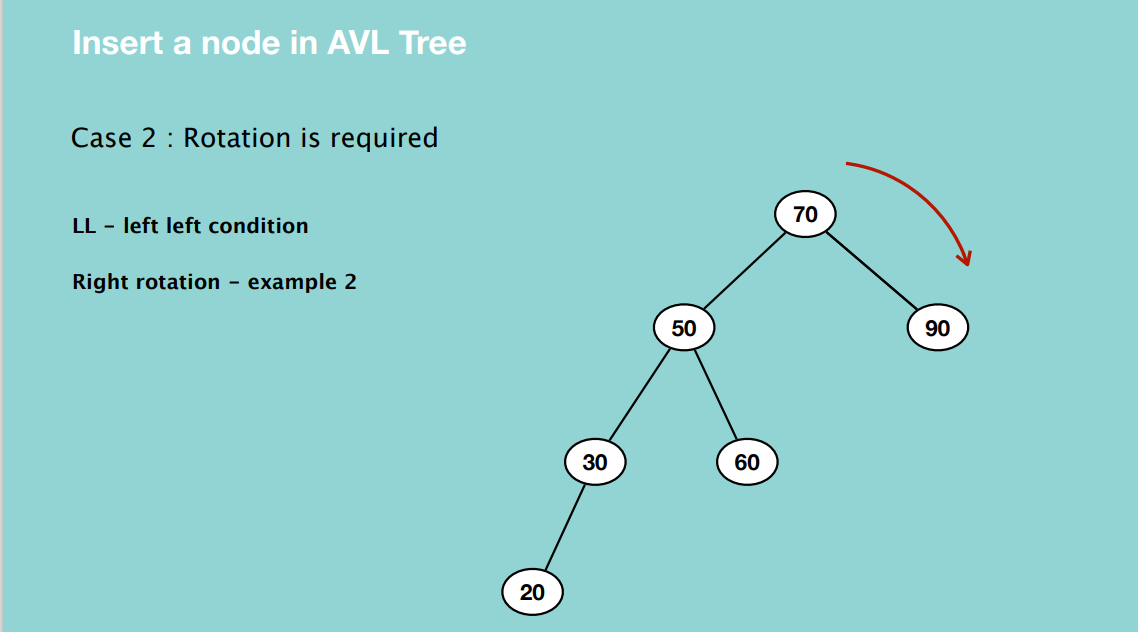 Insert a node in AVL Tree
Case 2 : Rotation is required
LL – left left condition
Right rotation – example 2
70
50
90
30
60
20